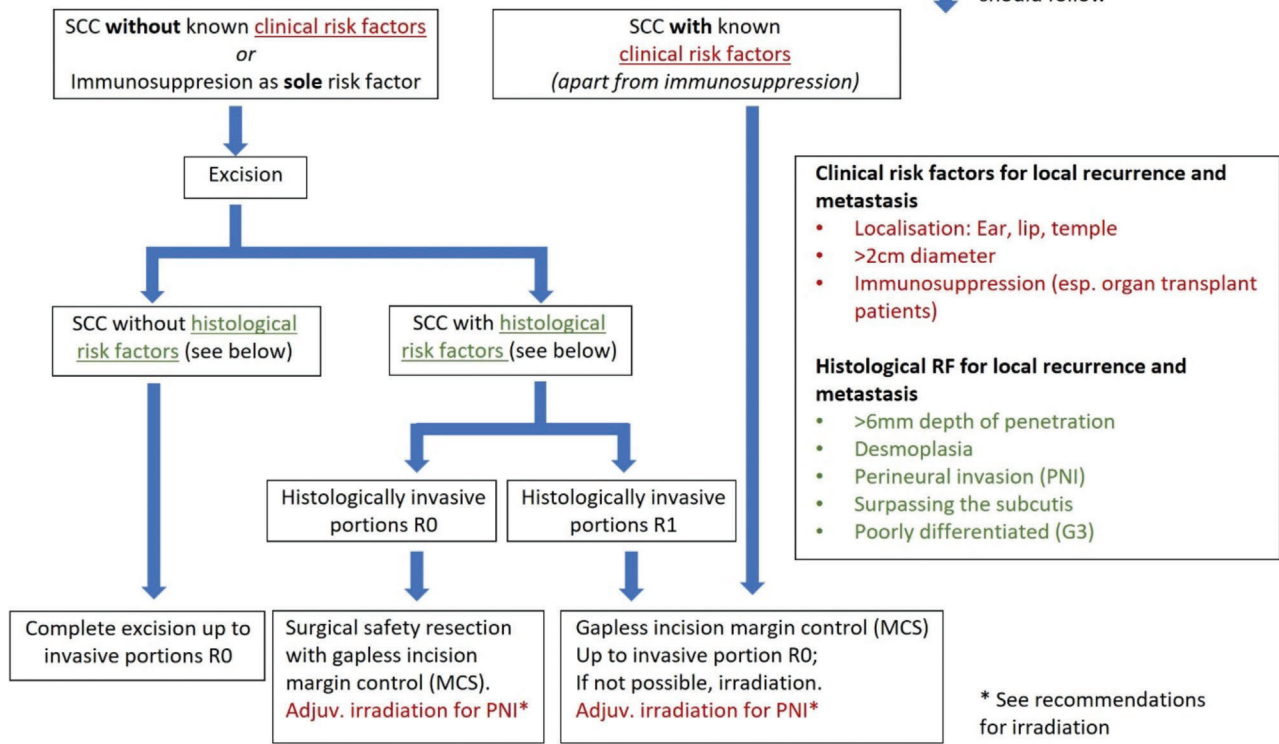 should follow
SCC without known clinical risk factors
or
Immunosuppresion as sole risk factor
SCC with known
clinical risk factors
(apart from immunosuppression)
Excision
Clinical risk factors for local recurrence and
metastasis
• Localisation: Ear, lip, temple
• >2cm diameter
• Immunosuppression (esp. organ transplant
patients)
Histological RF for local recurrence and
metastasis
• >6mm depth of penetration
• Desmoplasia
• Perineural invasion (PNI)
• Surpassing the subcutis
• Poorly differentiated (G3)
SCC without histological
risk factors (see below)
SCC with histological
risk factors (see below)
Histologically invasive
portions R0
Histologically invasive
portions R1
Complete excision up to
invasive portions R0
Surgical safety resection
with gapless incision
margin control (MCS).
Adjuv. irradiation for PNI*
Gapless incision margin control (MCS)
Up to invasive portion R0;
If not possible, irradiation.
Adjuv. irradiation for PNI*
* See recommendations
for irradiation